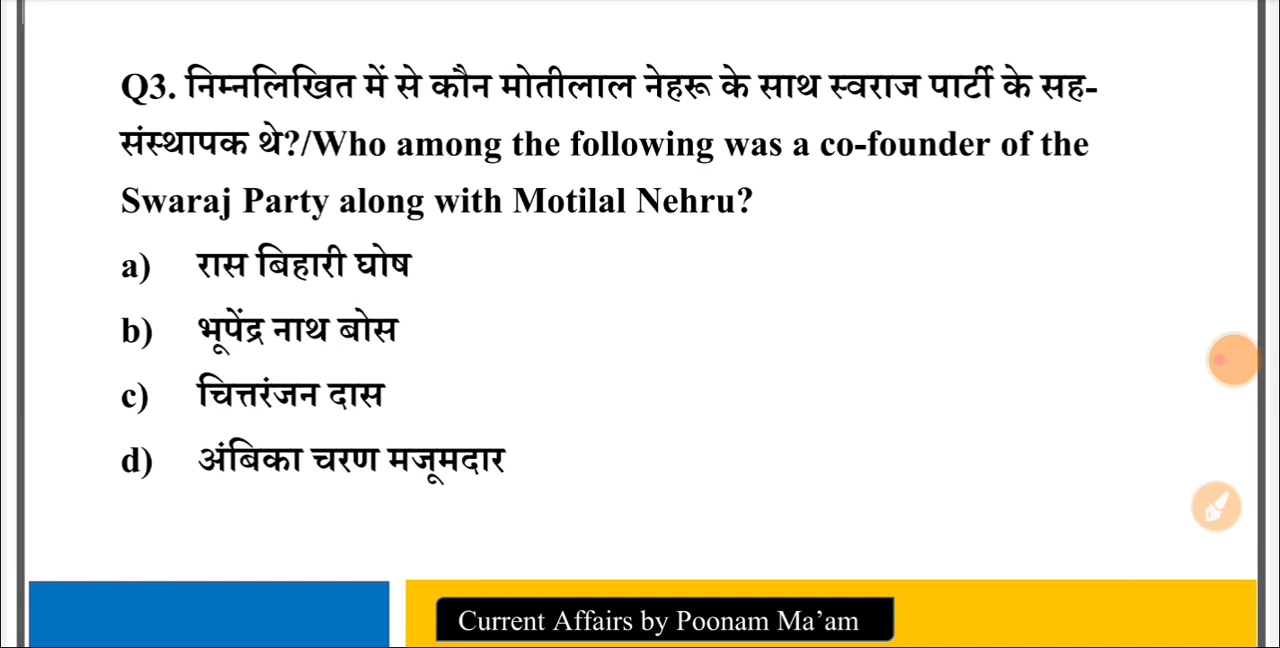 Q3. निम्नलिखित में से कौन मोतीलाल नेहरू के साथ स्वराज पार्टी के सह-
संस्थापक थे?/Who among the following was a co-founder of the
Swaraj Party along with Motilal Nehru?
a) रास बिहारी घोष
b) भूपेंद्र नाथ बोस
c) चित्तरंजन दास
d) अंबिका चरण मजूमदार
Current Affairs by Poonam Ma’am